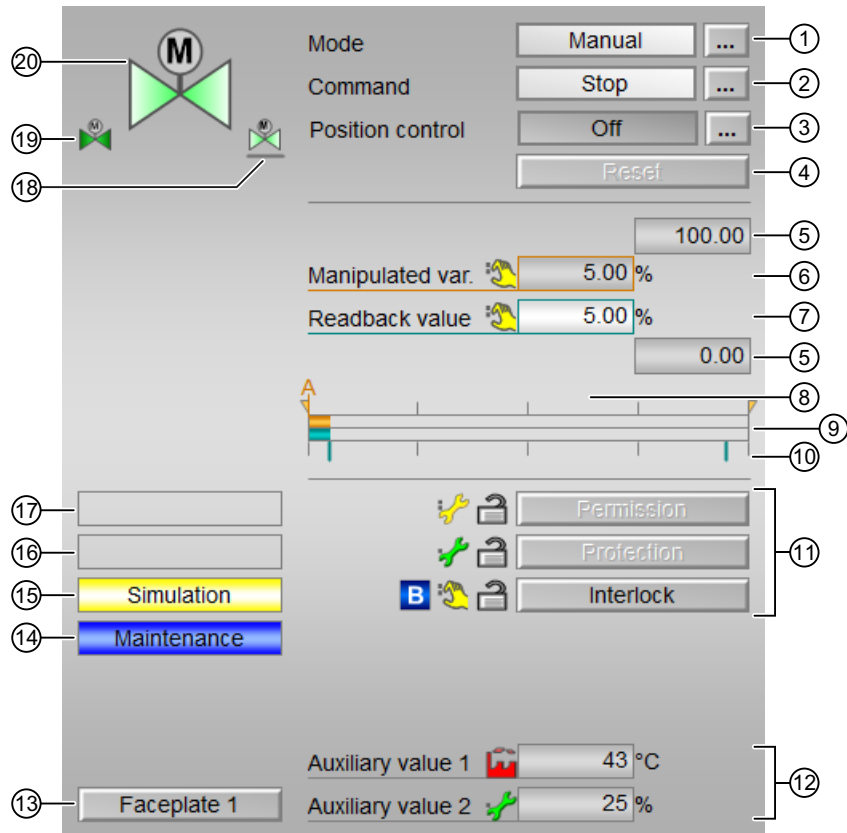 M
20
Mode
Manual
...
1
Command
Stop
...
2
19
M
M
Position control
Off
...
3
18
Reset
4
100.00
5
Manipulated var.
5.00 %
6
Readback value
5.00 %
7
0.00
5
A
8
9
10
17
Permission
16
Protection
11
15
Simulation
B
Interlock
14
Maintenance
Auxiliary value 1
43 °C
12
13
Faceplate 1
Auxiliary value 2
25 %